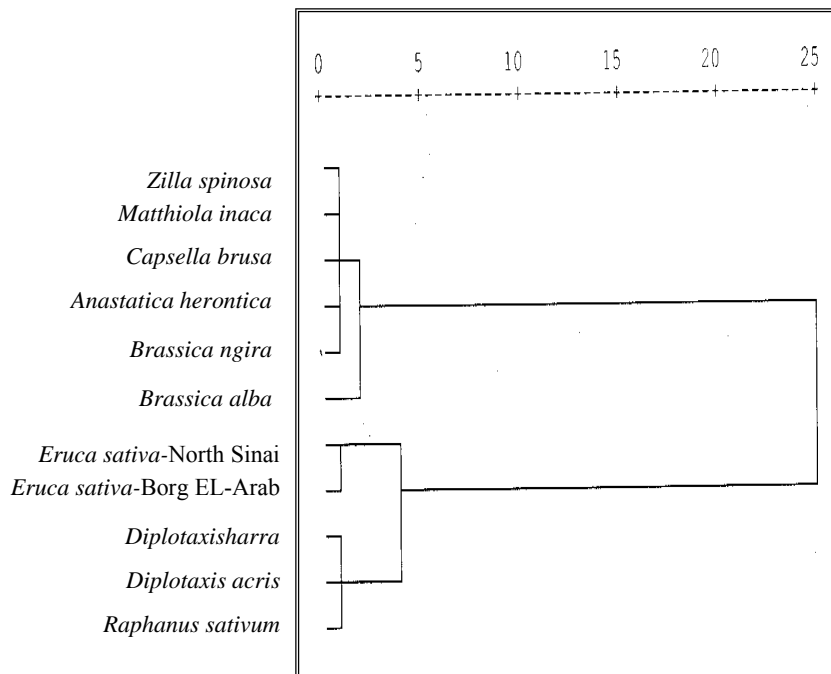 0 5 10 15 20 25
Zilla spinosa
Matthiola inaca
Capsella brusa
Anastatica herontica
Brassica ngira
Brassica alba
Eruca sativa-North Sinai
Eruca sativa-Borg EL-Arab
Diplotaxisharra
Diplotaxis acris
Raphanus sativum